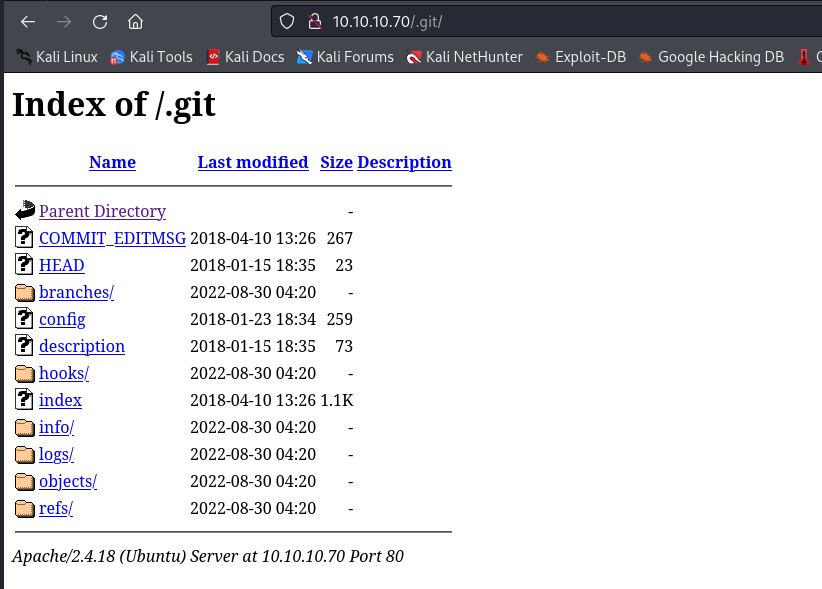 10.10.10.70/.git/
Kali Linux Kali Tools Kali Docs Kali Forums Kali NetHunter Exploit-DB Google Hacking DB
Index of /.git
Name Last modified Size Description
Parent Directory -
COMMIT_EDITMSG 2018-04-10 13:26 267
HEAD 2018-01-15 18:35 23
branches/ 2022-08-30 04:20 -
config 2018-01-23 18:34 259
description 2018-01-15 18:35 73
hooks/ 2022-08-30 04:20 -
index 2018-04-10 13:26 1.1K
info/ 2022-08-30 04:20 -
logs/ 2022-08-30 04:20 -
objects/ 2022-08-30 04:20 -
refs/ 2022-08-30 04:20 -
Apache/2.4.18 (Ubuntu) Server at 10.10.10.70 Port 80